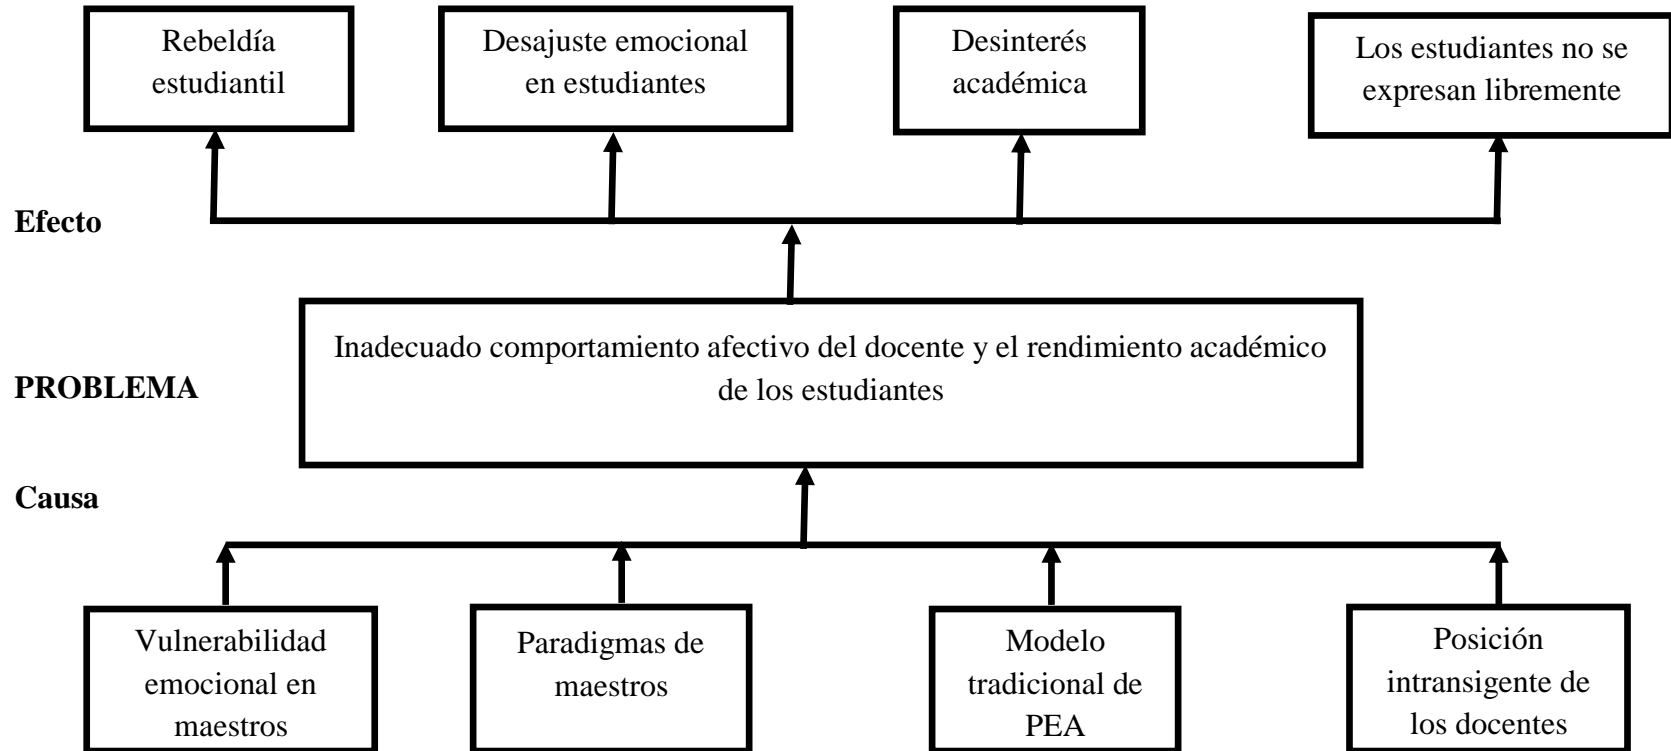 Rebeldía
estudiantil
Desajuste emocional
en estudiantes
Desinterés
académica
Los estudiantes no se
expresan libremente
Efecto
Inadecuado comportamiento afectivo del docente y el rendimiento académico
de los estudiantes
PROBLEMA
Causa
Vulnerabilidad
emocional en
maestros
Paradigmas de
maestros
Modelo
tradicional de
PEA
Posición
intransigente de
los docentes